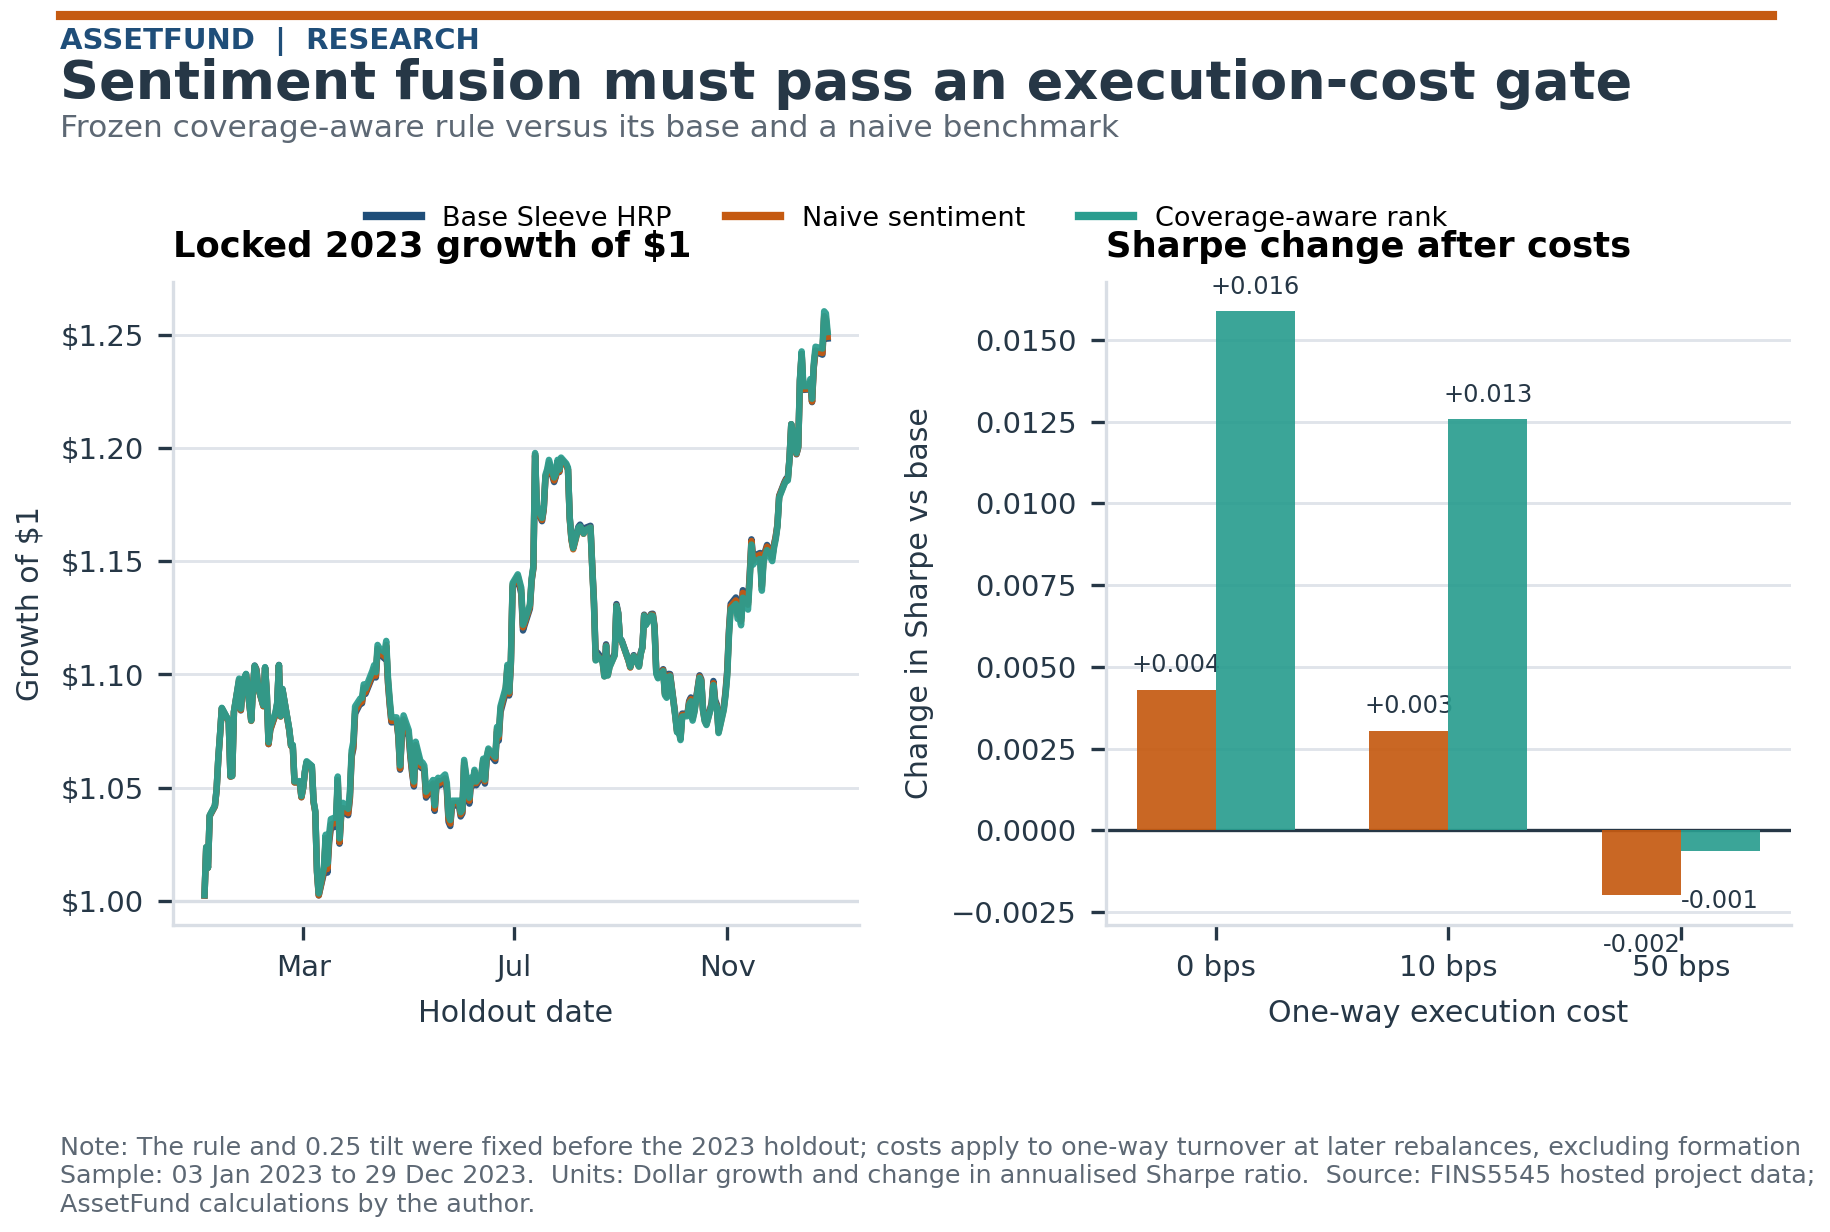 ASSETFUND | RESEARCH
Sentiment fusion must pass an execution-cost gate
Frozen coverage-aware rule versus its base and a naive benchmark
Base Sleeve HRP
Naive sentiment
Coverage-aware rank
Locked 2023 growth of $1
Growth of $1
$1.25
$1.20
$1.15
$1.10
$1.05
$1.00
Mar
Jul
Nov
Holdout date
Sharpe change after costs
Change in Sharpe vs base
0.0150
0.0125
0.0100
0.0075
0.0050
0.0025
0.0000
−0.0025
+0.016
+0.013
+0.004
+0.003
-0.001
-0.002
0 bps
10 bps
50 bps
One-way execution cost
Note: The rule and 0.25 tilt were fixed before the 2023 holdout; costs apply to one-way turnover at later rebalances, excluding formation
Sample: 03 Jan 2023 to 29 Dec 2023.  Units: Dollar growth and change in annualised Sharpe ratio.  Source: FINS5545 hosted project data;
AssetFund calculations by the author.